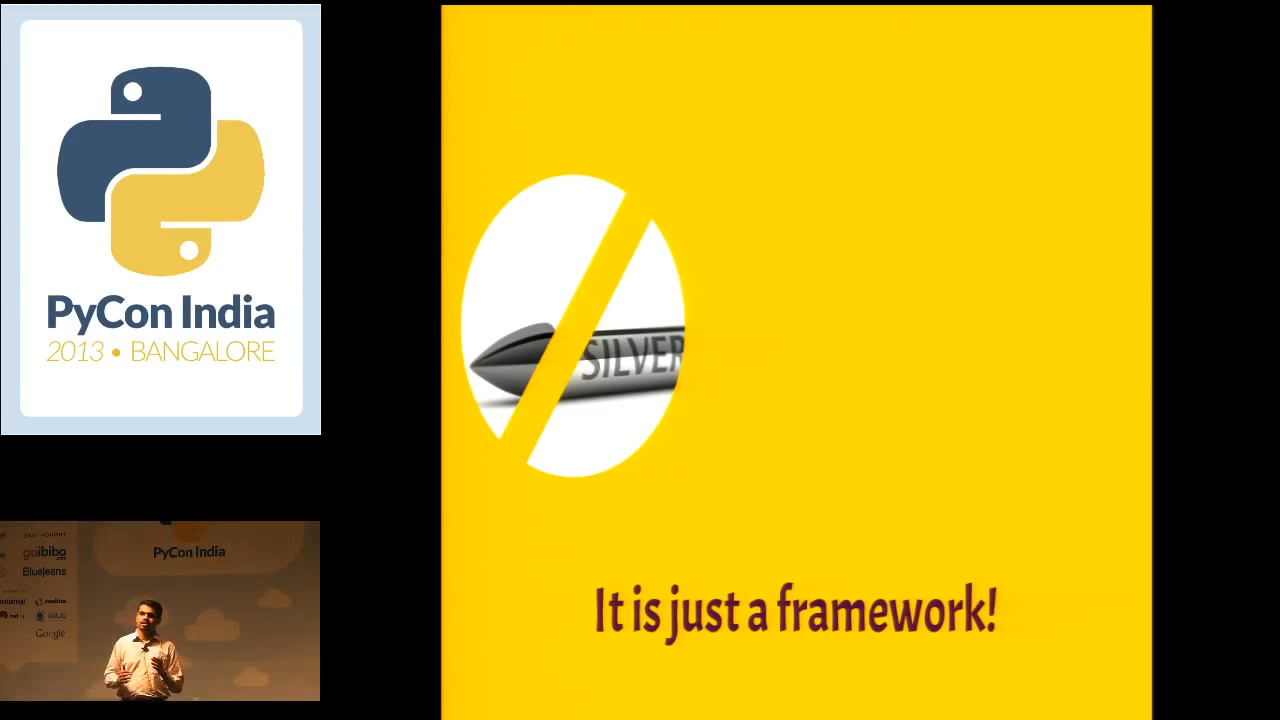 PyCon India
2013 • BANGALORE
SILVER
It is just a framework!
PyCon India
goibibo
BlueJeans
Google